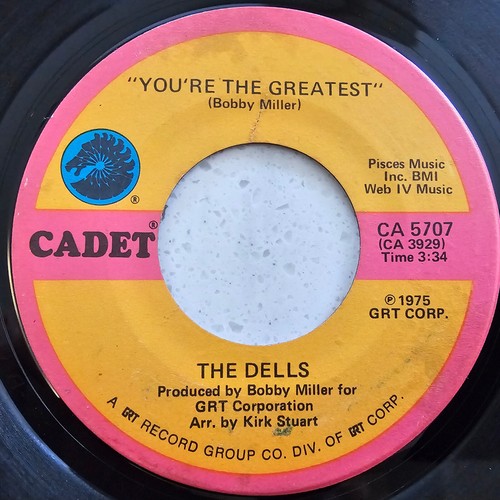 "YOU'RE THE GREATEST"
(Bobby Miller)
®
Pisces Music
Inc. BMI
Web IV Music
CADET®
CA 5707
(CA 3929)
Time 3:34
℗ 1975
GRT CORP.
THE DELLS
Produced by Bobby Miller for
GRT Corporation
Arr. by Kirk Stuart
A GRT RECORD GROUP CO. DIV. OF GRT CORP.